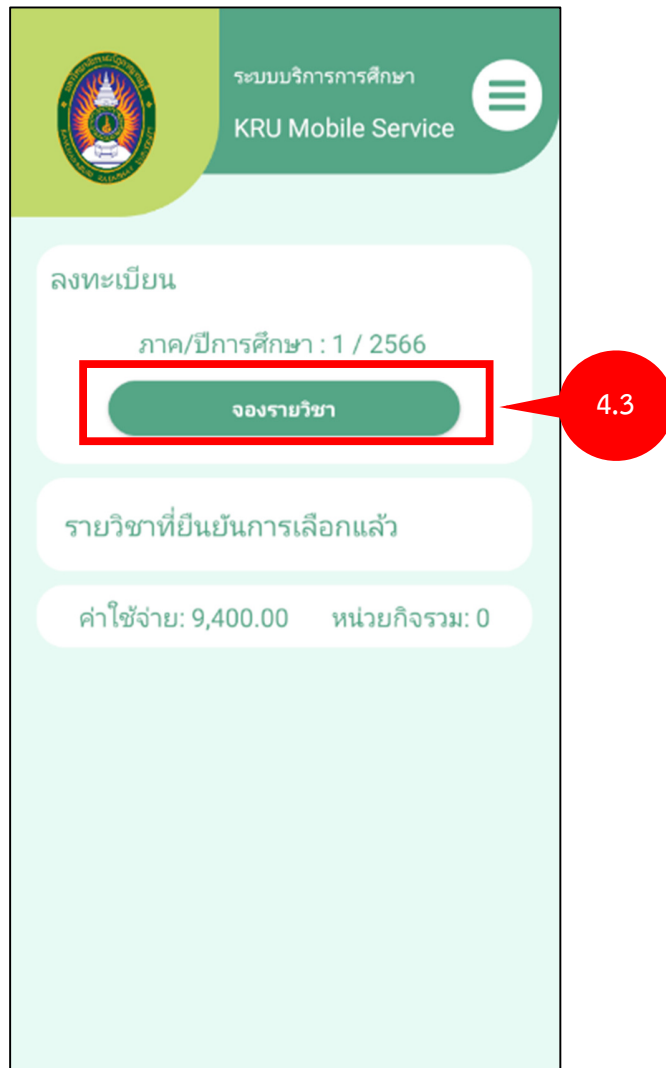 ระบบบริการการศึกษา
KRU Mobile Service
ลงทะเบียน
ภาค/ปีการศึกษา : 1 / 2566
จองรายวิชา
4.3
รายวิชาที่ยืนยันการเลือกแล้ว
ค่าใช้จ่าย: 9,400.00 หน่วยกิจรวม: 0